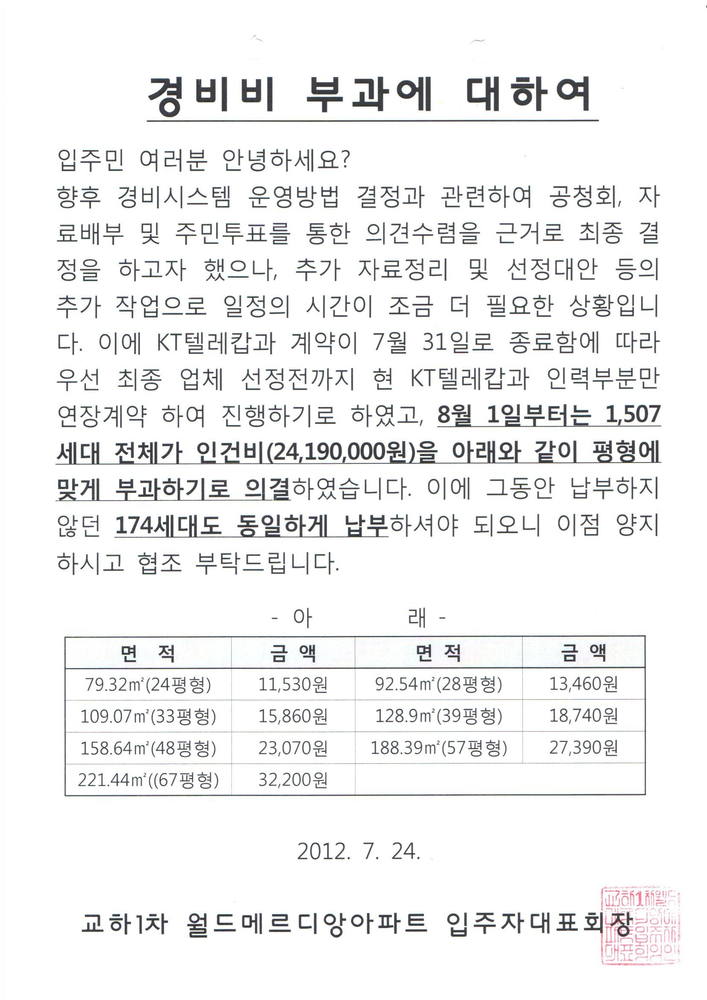 경비비 부과에 대하여
입주민 여러분 안녕하세요?
향후 경비시스템 운영방법 결정과 관련하여 공청회, 자
료배부 및 주민투표를 통한 의견수렴을 근거로 최종 결
정을 하고자 했으나, 추가 자료정리 및 선정대안 등의
추가 작업으로 일정의 시간이 조금 더 필요한 상황입니
다. 이에 KT텔레캅과 계약이 7월 31일로 종료함에 따라
우선 최종 업체 선정전까지 현 KT텔레캅과 인력부분만
연장계약 하여 진행하기로 하였고, 8월 1일부터는 1,507
세대 전체가 인건비(24,190,000원)을 아래와 같이 평형에
맞게 부과하기로 의결하였습니다. 이에 그동안 납부하지
않던 174세대도 동일하게 납부하셔야 되오니 이점 양지
하시고 협조 부탁드립니다.
- 아 래 -
면 적 금 액 면 적 금 액
79.32㎡(24평형) 11,530원 92.54㎡(28평형) 13,460원
109.07㎡(33평형) 15,860원 128.9㎡(39평형) 18,740원
158.64㎡(48평형) 23,070원 188.39㎡(57평형) 27,390원
221.44㎡((67평형) 32,200원
2012. 7. 24.
교하1차 월드메르디앙아파트 입주자대표회장
교하1차월드